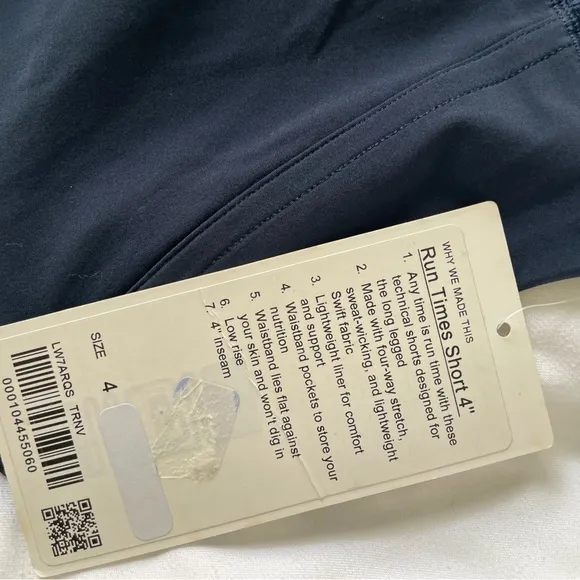 WHY WE MADE THIS
Run Times Short 4"
1. Any time is run time with these
technical shorts designed for
the long legged
2. Made with four-way stretch,
sweat-wicking, and lightweight
Swift fabric
3. Lightweight liner for comfort
and support
4. Waistband pockets to store your
nutrition
5. Waistband lies flat against
your skin and won't dig in
6. Low rise
7. 4" inseam
SIZE 4
LW7ARQS TRNV
000104455060